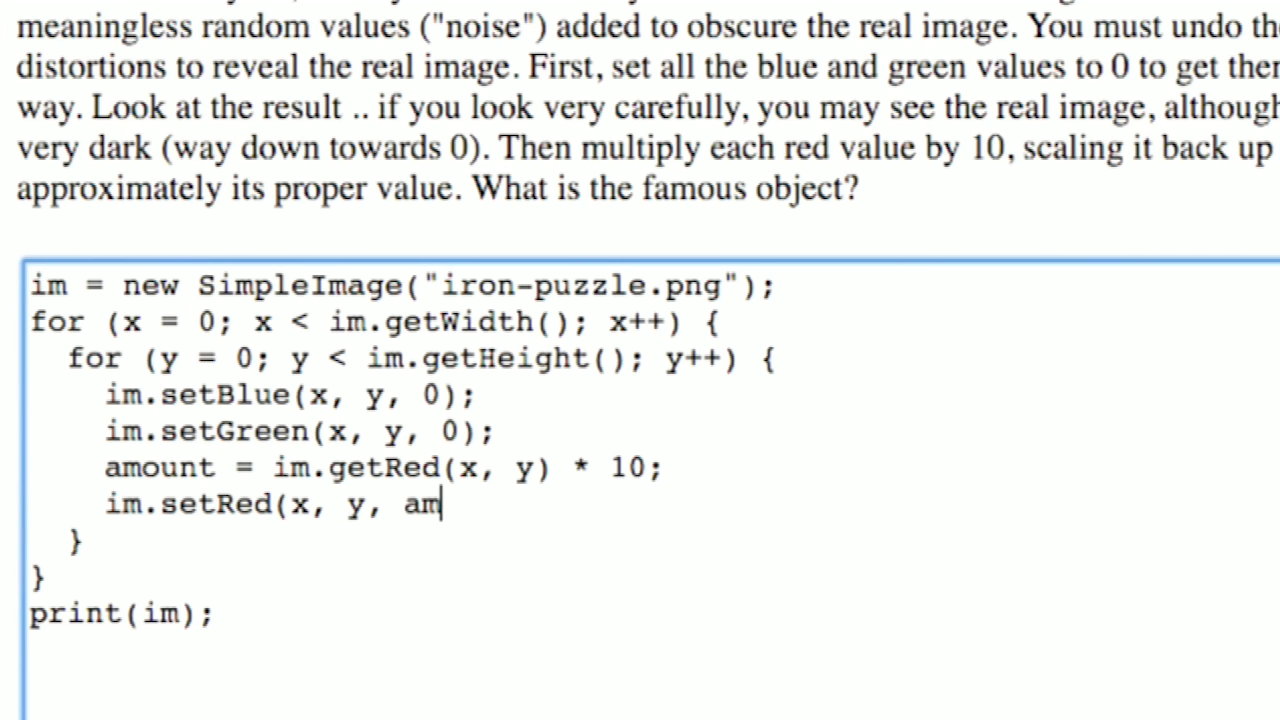 meaningless random values ("noise") added to obscure the real image. You must undo
distortions to reveal the real image. First, set all the blue and green values to 0 to get
way. Look at the result .. if you look very carefully, you may see the real image, although
very dark (way down towards 0). Then multiply each red value by 10, scaling it back up
approximately its proper value. What is the famous object?
im = new SimpleImage("iron-puzzle.png");
for (x = 0; x < im.getWidth(); x++) {
for (y = 0; y < im.getHeight(); y++) {
im.setBlue(x, y, 0);
im.setGreen(x, y, 0);
amount = im.getRed(x, y) * 10;
im.setRed(x, y, am
}
}
print(im);